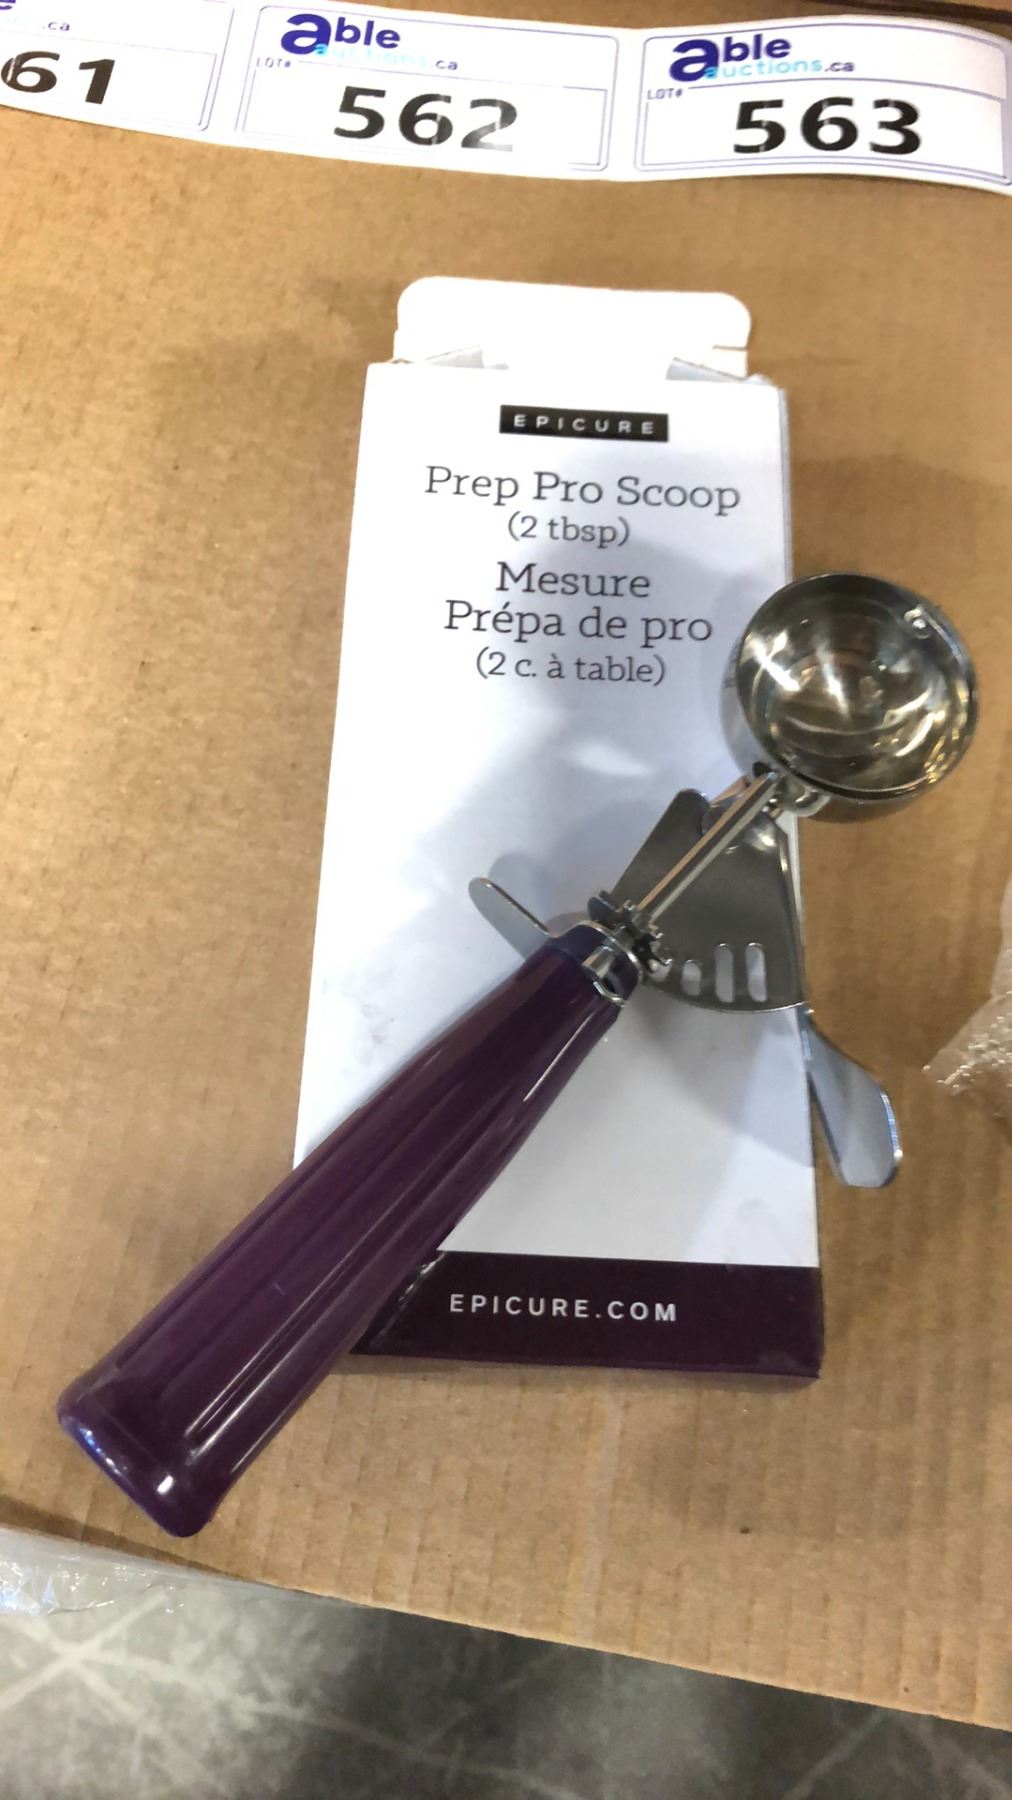 .ca
61
able
auctions.ca
LOT#
562
able
auctions.ca
LOT#
563
EPICURE
Prep Pro Scoop
(2 tbsp)
Mesure
Prépa de pro
(2 c. à table)
EPICURE.COM